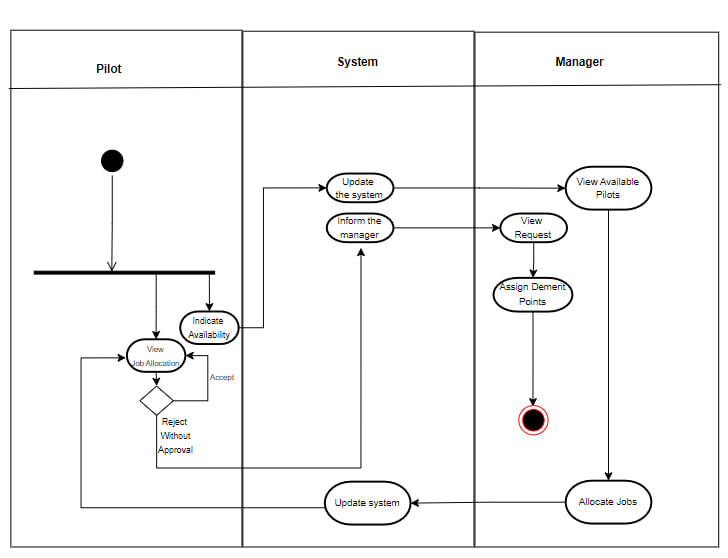 Pilot
System
Manager
Update
the system
View Available
Pilots
Inform the
manager
View
Request
Assign Demerit
Points
Indicate
Availability
View
Job Allocation
Accept
Reject
Without
Approval
Update system
Allocate Jobs